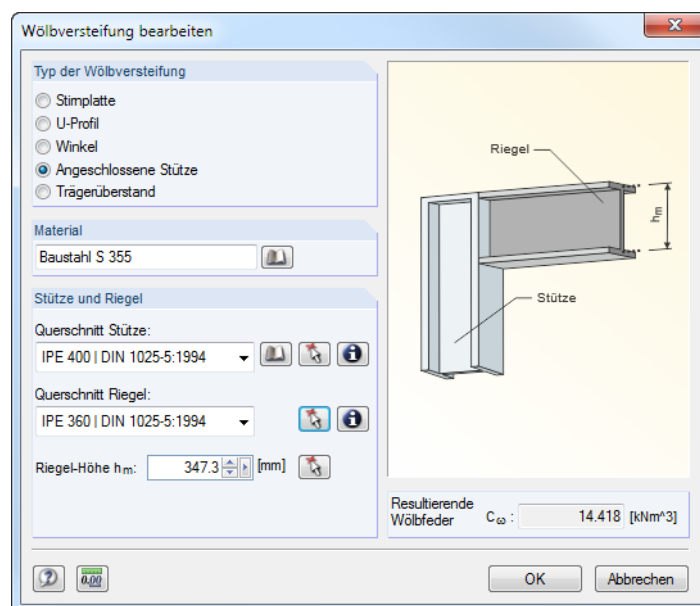 Wölbversteifung bearbeiten
Typ der Wölbversteifung
Stirnplatte
U-Profil
Winkel
Angeschlossene Stütze
Trägerüberstand
Material
Baustahl S 355
Stütze und Riegel
Querschnitt Stütze:
IPE 400 | DIN 1025-5:1994
Querschnitt Riegel:
IPE 360 | DIN 1025-5:1994
Riegel-Höhe hm: 347.3 [mm]
Riegel
hm
Stütze
Resultierende
Wölbfeder Cω : 14.418 [kNm^3]
0.00
OK Abbrechen